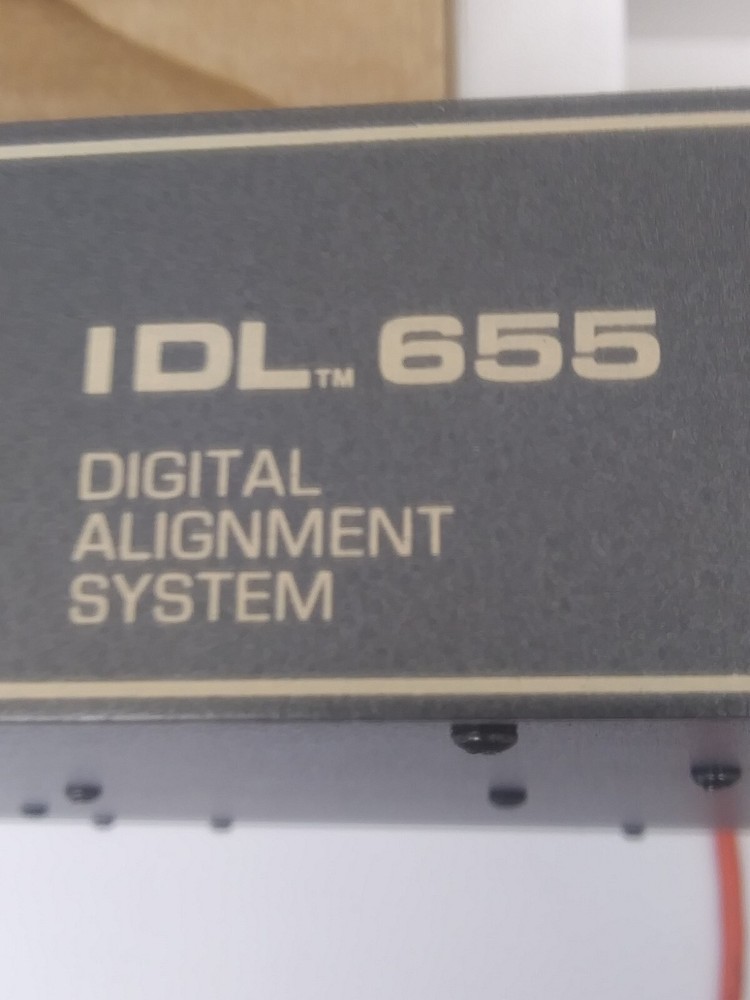 IDL™ 655
DIGITAL
ALIGNMENT
SYSTEM